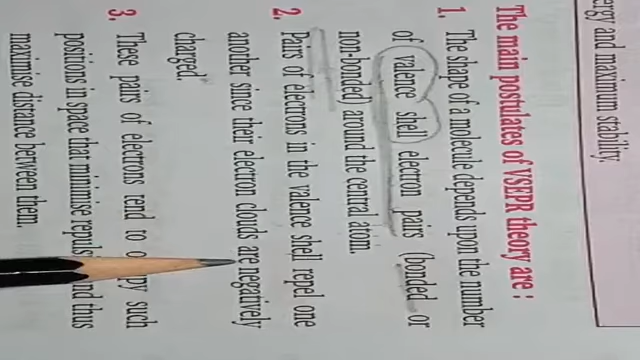 ergy and maximum stability.
The main postulates of VSEPR theory are :
1. The shape of a molecule depends upon the number
of valence shell electron pairs (bonded or
non-bonded) around the central atom.
2. Pairs of electrons in the valence shell repel one
another since their electron clouds are negatively
charged.
3. These pairs of electrons tend to such
positions in space that minimise thus
maximise distance between them.